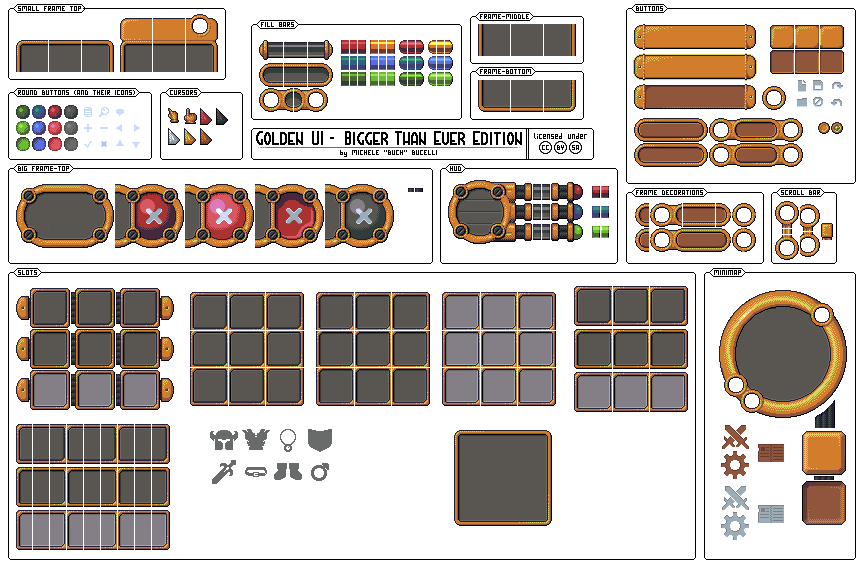 SMALL FRAME TOP
FILL BARS
FRAME-MIDDLE
BUTTONS
FRAME-BOTTOM
ROUND BUTTONS (AND THEIR ICONS)
CURSORS
GOLDEN UI - BIGGER THAN EVER EDITION
by MICHELE "BUCH" BUCELLI
licensed under
CC BY SA
BIG FRAME-TOP
HUD
FRAME DECORATIONS
SCROLL BAR
SLOTS
MINIMAP